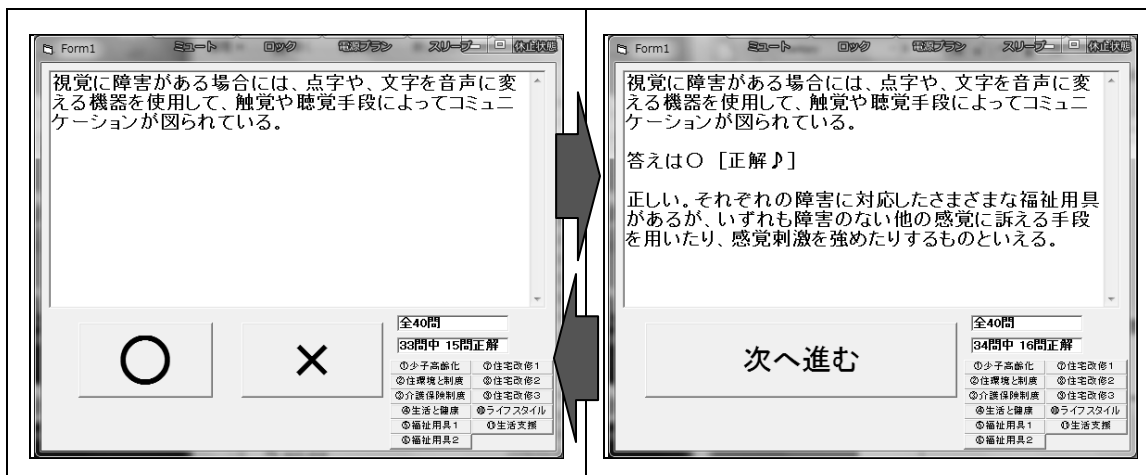 Form1
ミュート
ロック
電源プラン
スリープ
休止状態
視覚に障害がある場合には、点字や、文字を音声に変
える機器を使用して、触覚や聴覚手段によってコミュニ
ケーションが図られている。
○
×
全40問
33問中 15問正解
①少子高齢化
⑦住宅改修1
②住環境と制度
⑧住宅改修2
③介護保険制度
⑨住宅改修3
④生活と健康
⑩ライフスタイル
⑤福祉用具1
⑪生活支援
⑥福祉用具2
Form1
ミュート
ロック
電源プラン
スリープ
休止状態
視覚に障害がある場合には、点字や、文字を音声に変
える機器を使用して、触覚や聴覚手段によってコミュニ
ケーションが図られている。
答えは○ [正解♪]
正しい。それぞれの障害に対応したさまざまな福祉用具
があるが、いずれも障害のない他の感覚に訴える手段
を用いたり、感覚刺激を強めたりするものといえる。
次へ進む
全40問
34問中 16問正解
①少子高齢化
⑦住宅改修1
②住環境と制度
⑧住宅改修2
③介護保険制度
⑨住宅改修3
④生活と健康
⑩ライフスタイル
⑤福祉用具1
⑪生活支援
⑥福祉用具2